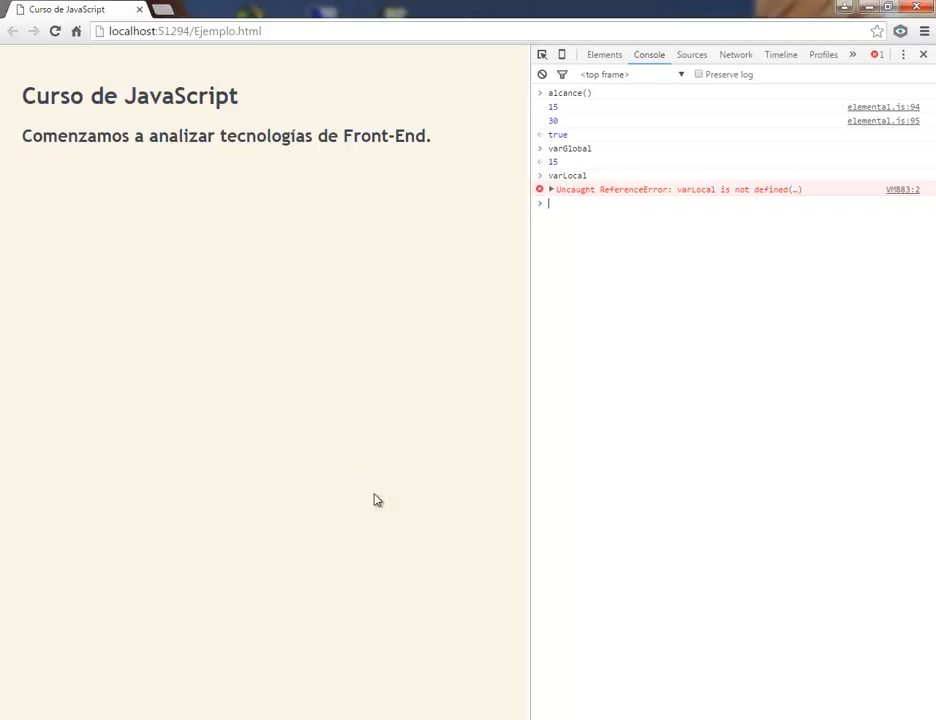 Curso de JavaScript
localhost:51294/Ejemplo.html
Elements Console Sources Network Timeline Profiles » 1
<top frame> Preserve log
Curso de JavaScript
Comenzamos a analizar tecnologías de Front-End.
alcance()
15 elemental.js:94
30 elemental.js:95
true
varGlobal
15
varLocal
Uncaught ReferenceError: varLocal is not defined(…) VM883:2